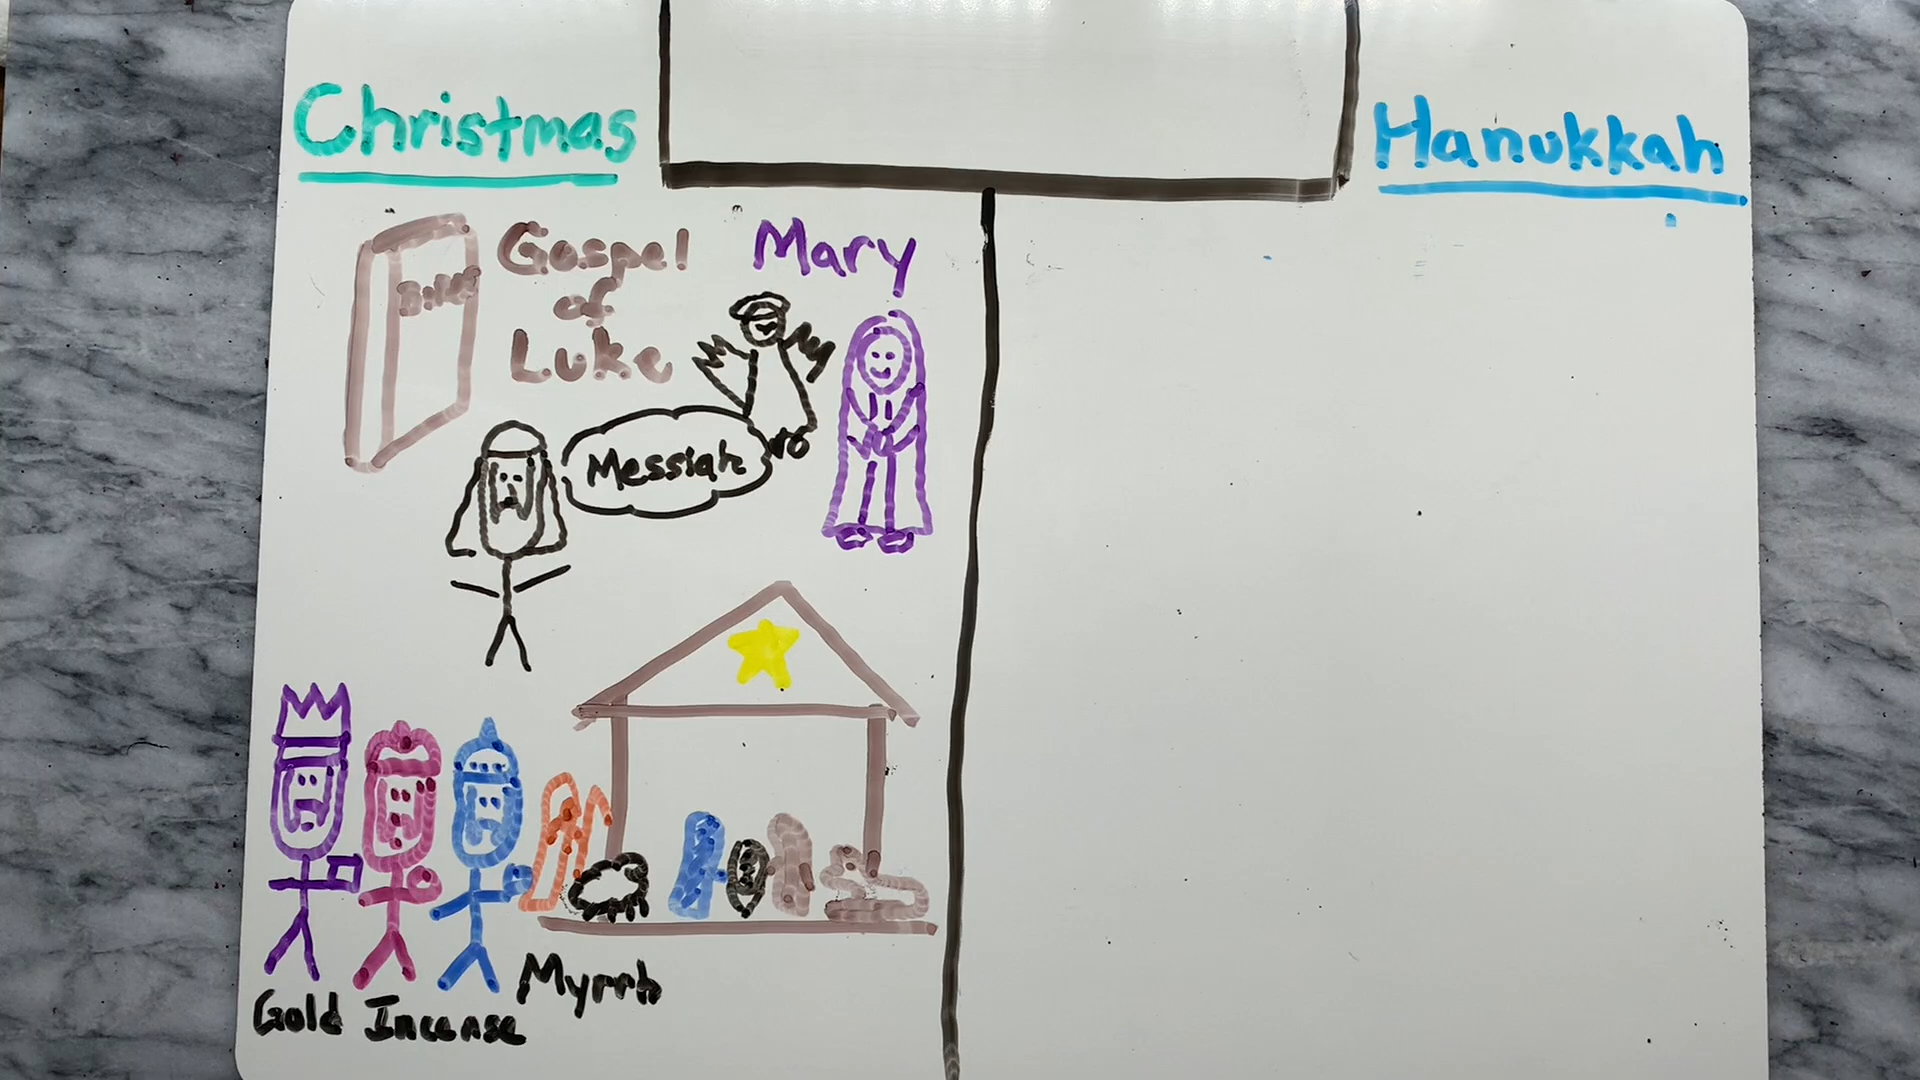 Christmas
Hanukkah
Gospel
of
Luke
Mary
Messiah
Myrrh
Gold Incense